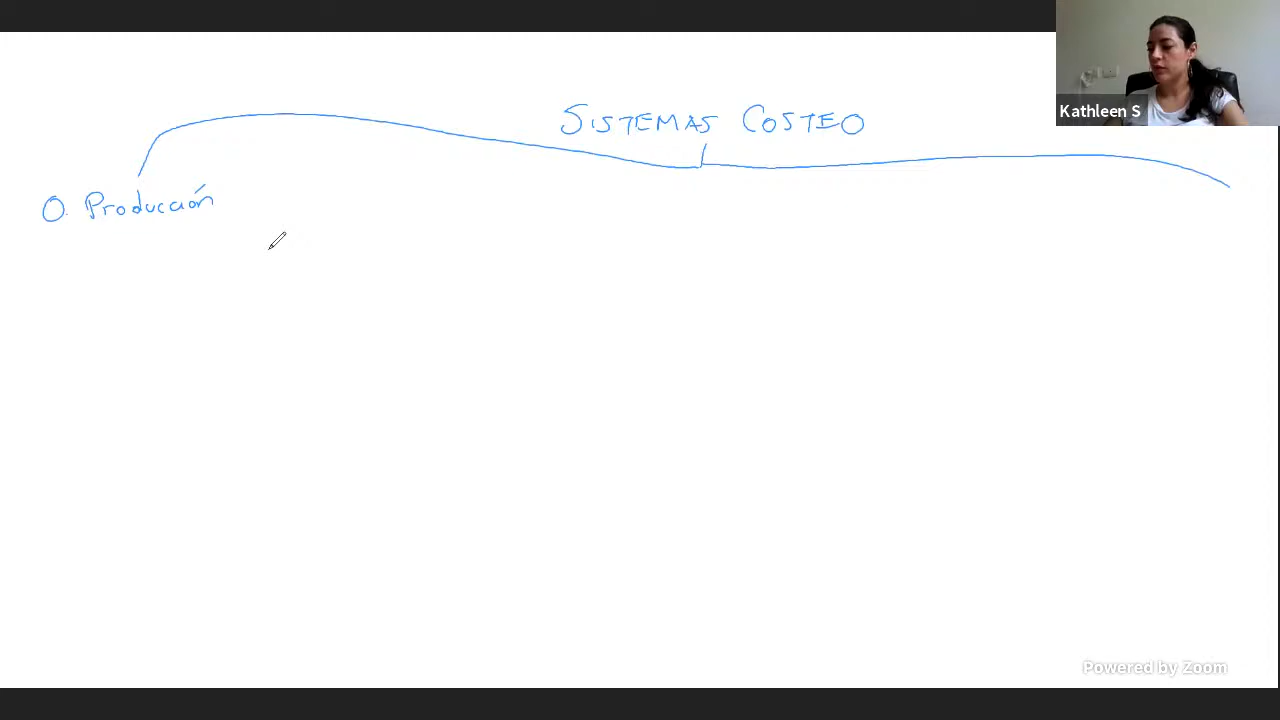 Kathleen S
SISTEMAS COSTEO
O. Producción
Powered by Zoom